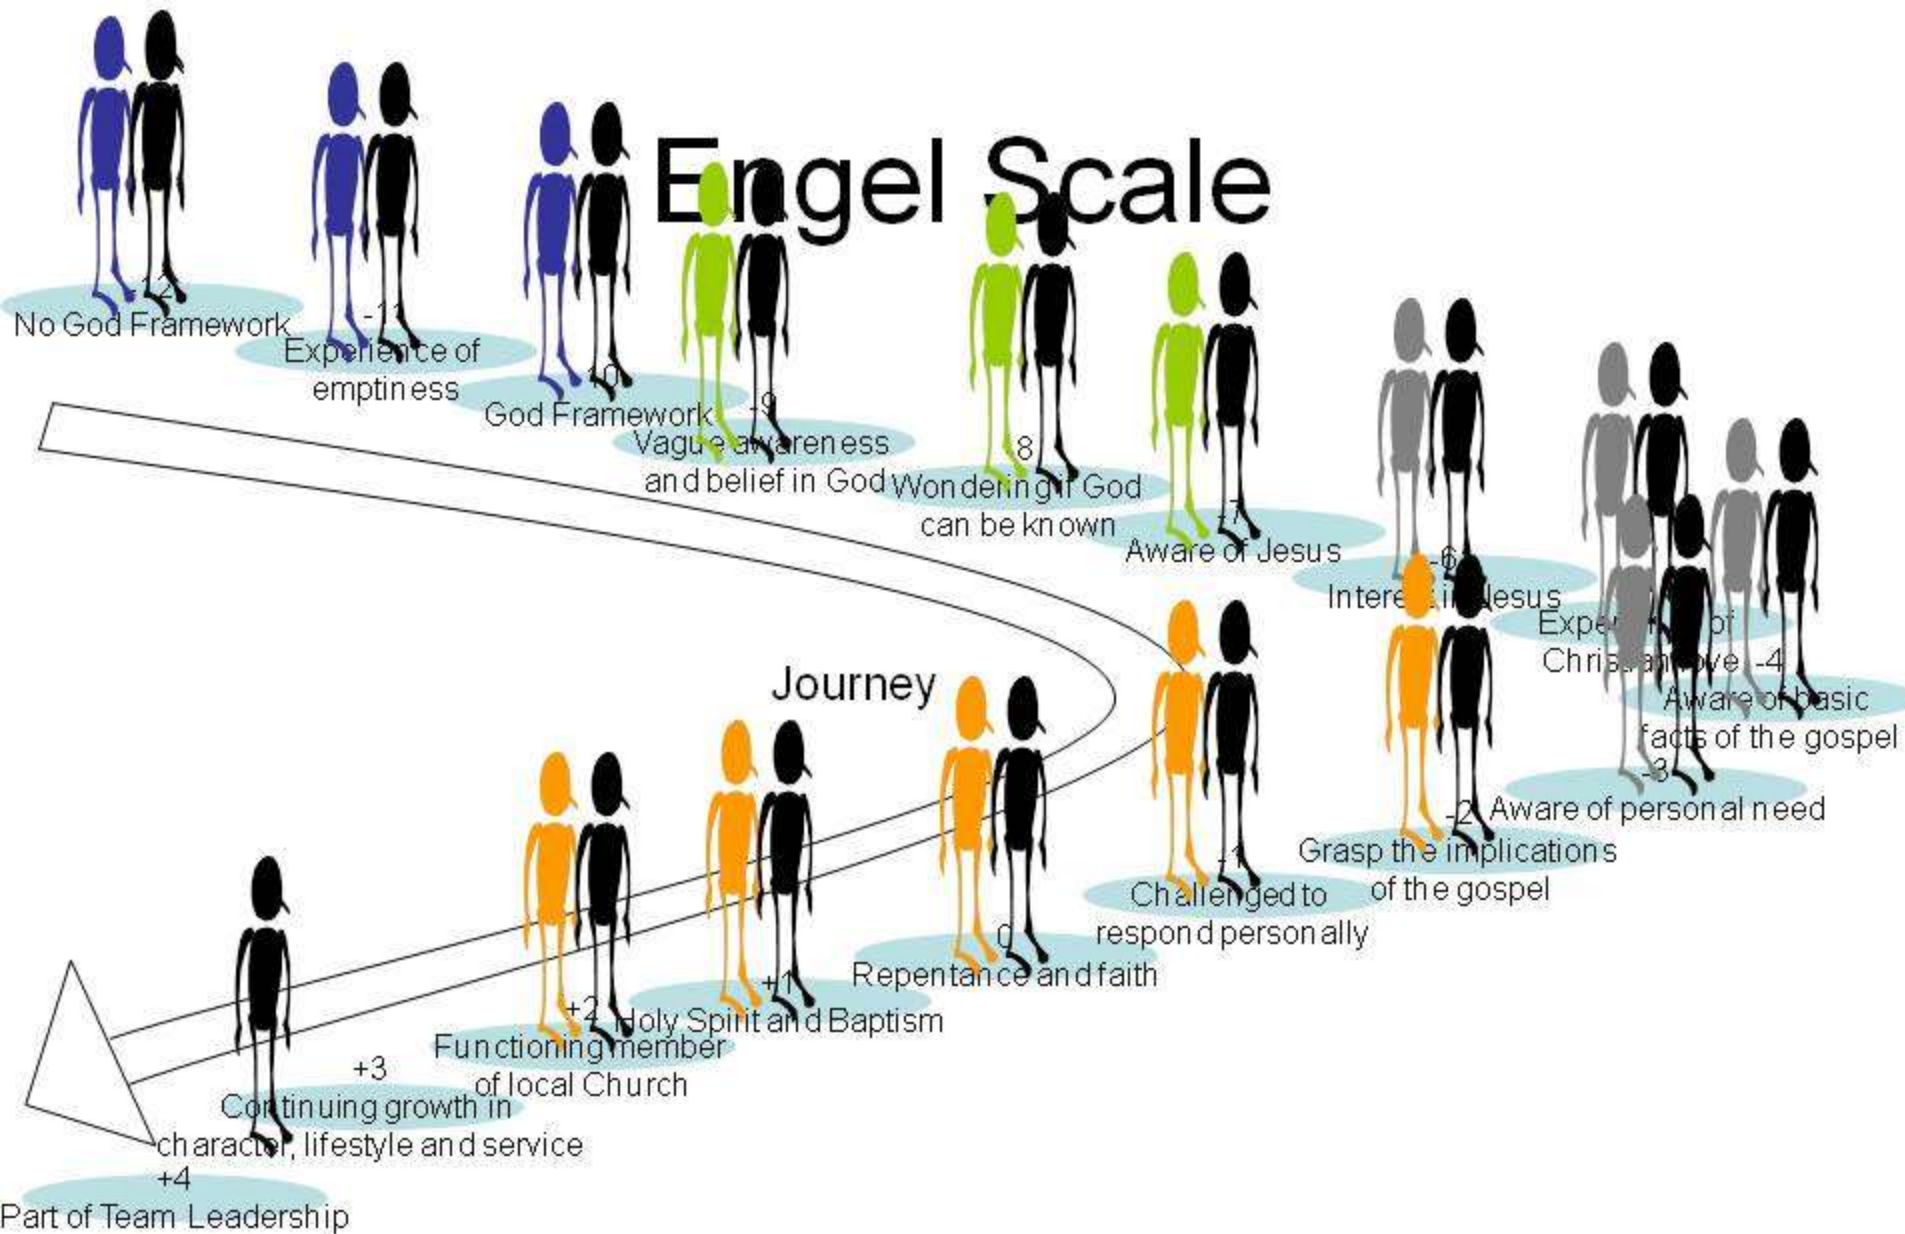 Engel Scale
-12
No God Framework
-11
Experience of
emptiness
10
God Framework
-9
Vague awareness
and belief in God
8
Wondering if God
can be known
-7
Aware of Jesus
-6
Interest in Jesus
Experience of
Christian love
-4
Aware of basic
facts of the gospel
-3
Aware of personal need
-2
Grasp the implications
of the gospel
-1
Challenged to
respond personally
0
Repentance and faith
+1
Holy Spirit and Baptism
+2
Functioning member
of local Church
+3
Continuing growth in
character, lifestyle and service
+4
Part of Team Leadership
Journey